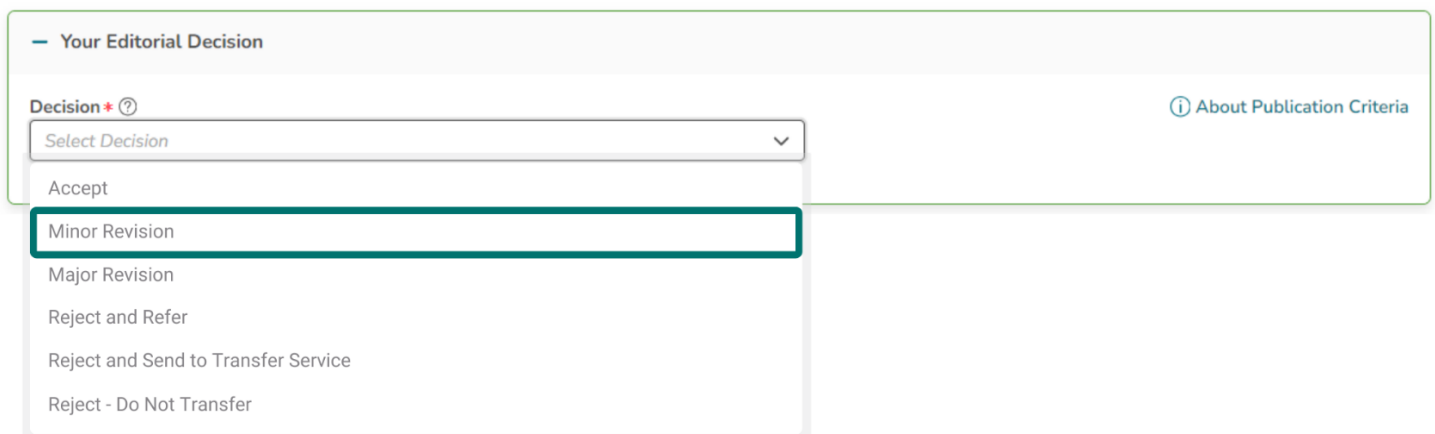 Your Editorial Decision
Decision*
About Publication Criteria
Select Decision
Accept
Minor Revision
Major Revision
Reject and Refer
Reject and Send to Transfer Service
Reject - Do Not Transfer